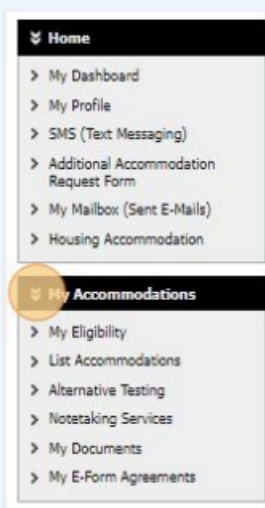 Home
My Dashboard
My Profile
SMS (Text Messaging)
Additional Accommodation
Request Form
My Mailbox (Sent E-Mails)
Housing Accommodation
My Accommodations
My Eligibility
List Accommodations
Alternative Testing
Notetaking Services
My Documents
My E-Form Agreements